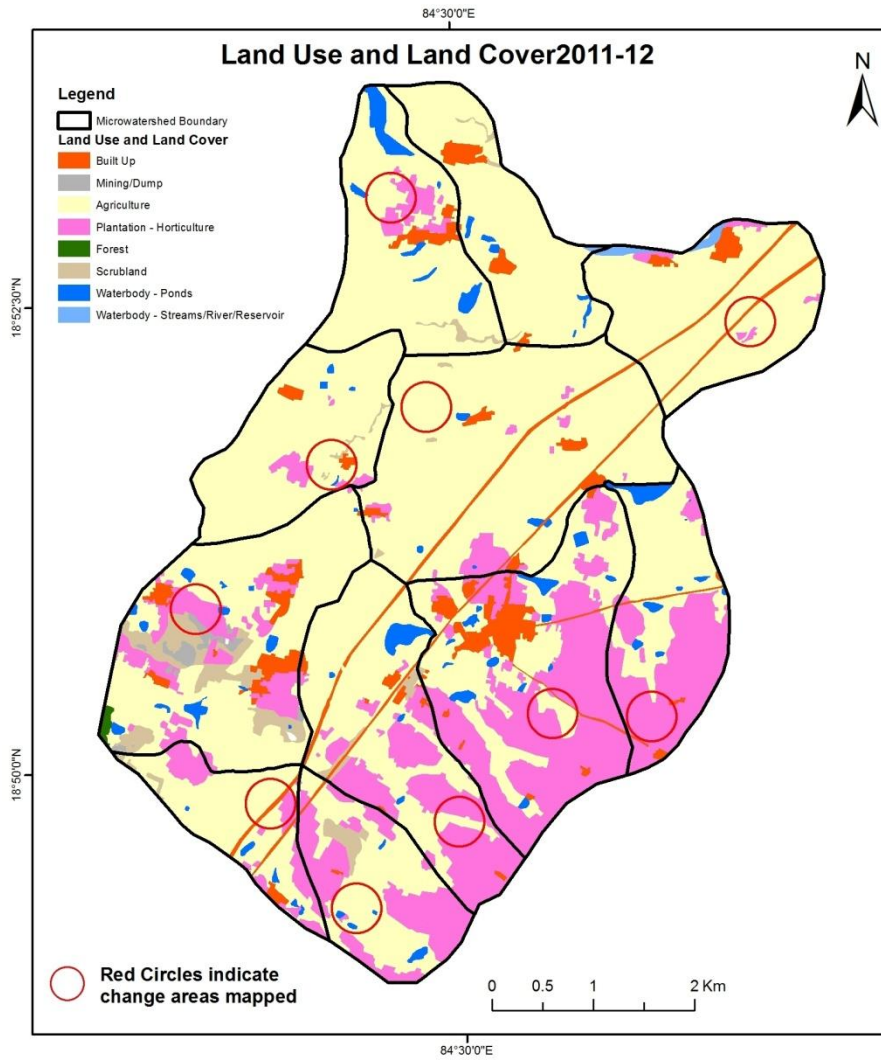 84°30'0"E
Land Use and Land Cover2011-12
N
Legend
Microwatershed Boundary
Land Use and Land Cover
Built Up
Mining/Dump
Agriculture
Plantation - Horticulture
Forest
Scrubland
Waterbody - Ponds
Waterbody - Streams/River/Reservoir
18°52'30"N
18°50'0"N
Red Circles indicate
change areas mapped
0 0.5 1 2 Km
84°30'0"E